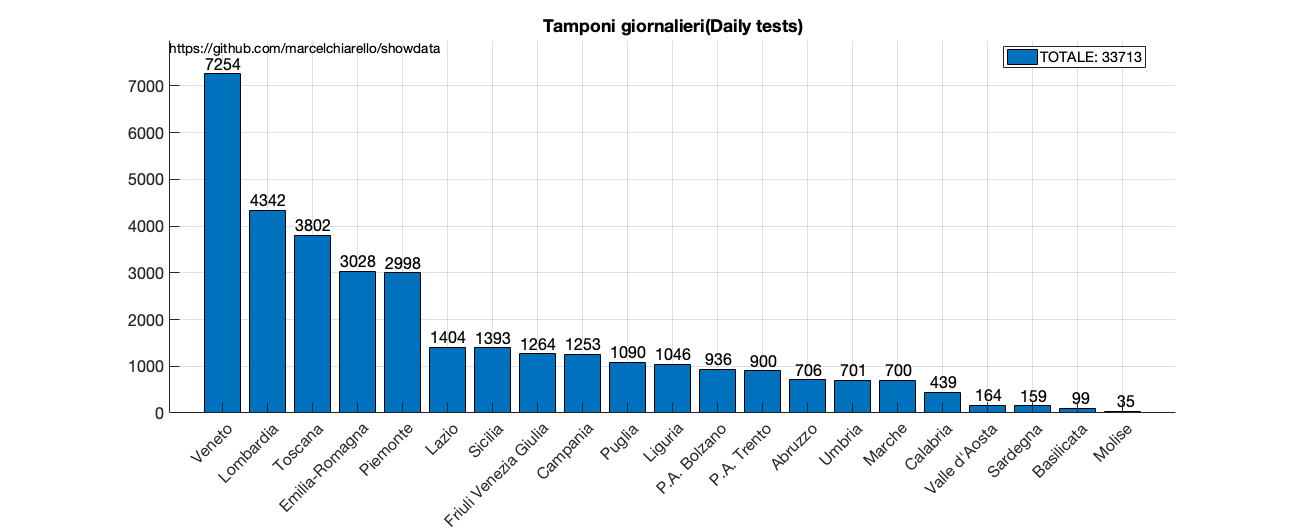 Tamponi giornalieri(Daily tests)
https://github.com/marcelchiarello/showdata
TOTALE: 33713
7254
4342
3802
3028
2998
1404
1393
1264
1253
1090
1046
936
900
706
701
700
439
164
159
99
35
7000
6000
5000
4000
3000
2000
1000
0
Veneto
Lombardia
Toscana
Emilia-Romagna
Piemonte
Lazio
Sicilia
Friuli Venezia Giulia
Campania
Puglia
Liguria
P.A. Bolzano
P.A. Trento
Abruzzo
Umbria
Marche
Calabria
Valle d'Aosta
Sardegna
Basilicata
Molise